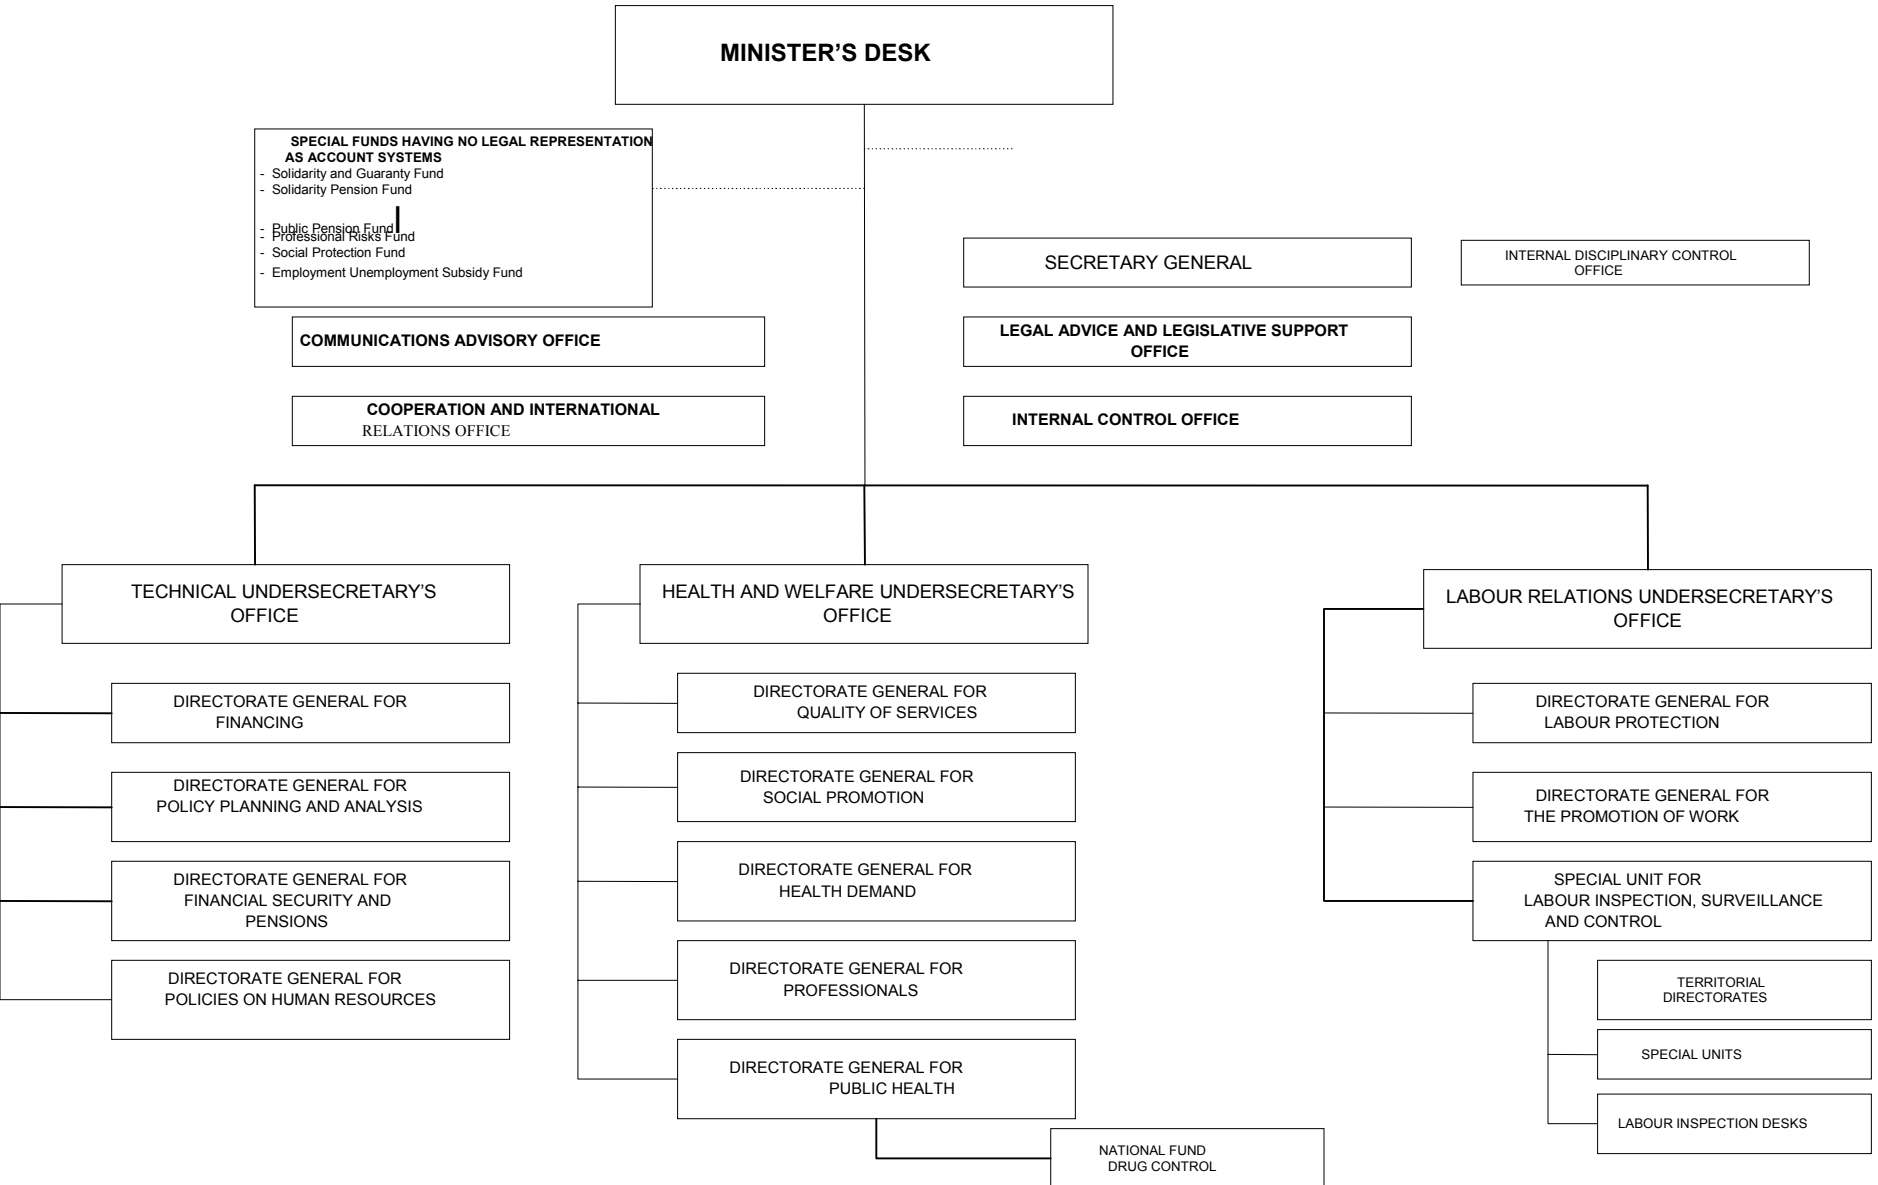 MINISTER’S DESK
SPECIAL FUNDS HAVING NO LEGAL REPRESENTATION
AS ACCOUNT SYSTEMS
- Solidarity and Guaranty Fund
- Solidarity Pension Fund
- Public Pension Fund
- Professional Risks Fund
- Social Protection Fund
- Employment Unemployment Subsidy Fund
SECRETARY GENERAL
INTERNAL DISCIPLINARY CONTROL
OFFICE
COMMUNICATIONS ADVISORY OFFICE
LEGAL ADVICE AND LEGISLATIVE SUPPORT
OFFICE
COOPERATION AND INTERNATIONAL
RELATIONS OFFICE
INTERNAL CONTROL OFFICE
TECHNICAL UNDERSECRETARY’S
OFFICE
DIRECTORATE GENERAL FOR
FINANCING
DIRECTORATE GENERAL FOR
POLICY PLANNING AND ANALYSIS
DIRECTORATE GENERAL FOR
FINANCIAL SECURITY AND
PENSIONS
DIRECTORATE GENERAL FOR
POLICIES ON HUMAN RESOURCES
HEALTH AND WELFARE UNDERSECRETARY’S
OFFICE
DIRECTORATE GENERAL FOR
QUALITY OF SERVICES
DIRECTORATE GENERAL FOR
SOCIAL PROMOTION
DIRECTORATE GENERAL FOR
HEALTH DEMAND
DIRECTORATE GENERAL FOR
PROFESSIONALS
DIRECTORATE GENERAL FOR
PUBLIC HEALTH
NATIONAL FUND
DRUG CONTROL
LABOUR RELATIONS UNDERSECRETARY’S
OFFICE
DIRECTORATE GENERAL FOR
LABOUR PROTECTION
DIRECTORATE GENERAL FOR
THE PROMOTION OF WORK
SPECIAL UNIT FOR
LABOUR INSPECTION, SURVEILLANCE
AND CONTROL
TERRITORIAL
DIRECTORATES
SPECIAL UNITS
LABOUR INSPECTION DESKS